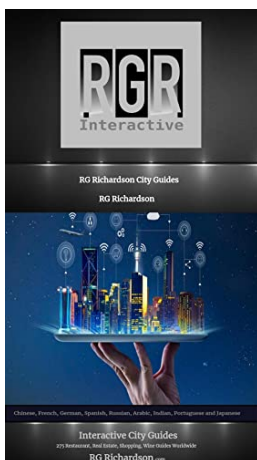 RGR
Interactive
RG Richardson City Guides
RG Richardson
Chinese, French, German, Spanish, Russian, Arabic, Indian, Portuguese and Japanese
Interactive City Guides
275 Restaurant, Real Estate, Shopping, Wine Guides Worldwide
RG Richardson.com